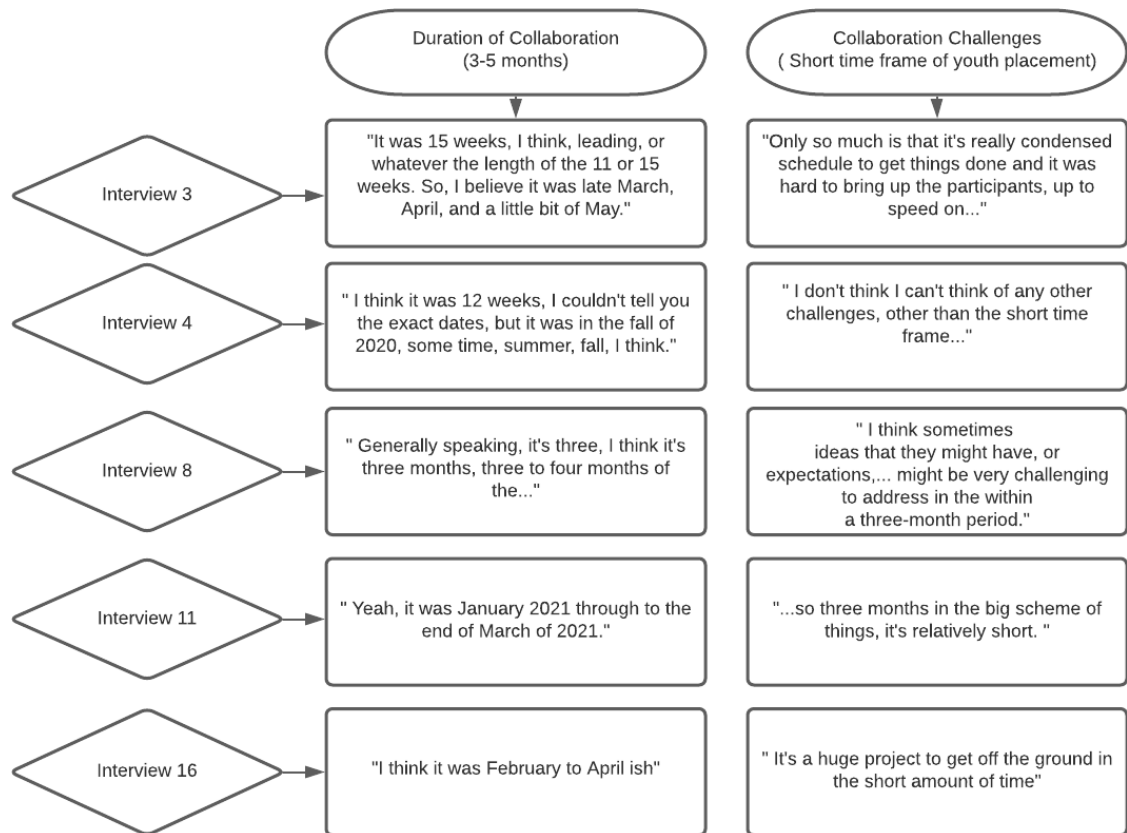 Duration of Collaboration
(3-5 months)
Collaboration Challenges
( Short time frame of youth placement)
Interview 3
"It was 15 weeks, I think, leading, or
whatever the length of the 11 or 15
weeks. So, I believe it was late March,
April, and a little bit of May."
"Only so much is that it's really condensed
schedule to get things done and it was
hard to bring up the participants, up to
speed on..."
Interview 4
" I think it was 12 weeks, I couldn't tell you
the exact dates, but it was in the fall of
2020, some time, summer, fall, I think."
" I don't think I can't think of any other
challenges, other than the short time
frame..."
Interview 8
" Generally speaking, it's three, I think it's
three months, three to four months of
the..."
" I think sometimes
ideas that they might have, or
expectations,... might be very challenging
to address in the within
a three-month period."
Interview 11
" Yeah, it was January 2021 through to the
end of March of 2021."
"...so three months in the big scheme of
things, it's relatively short. "
Interview 16
"I think it was February to April ish"
" It's a huge project to get off the ground in
the short amount of time"